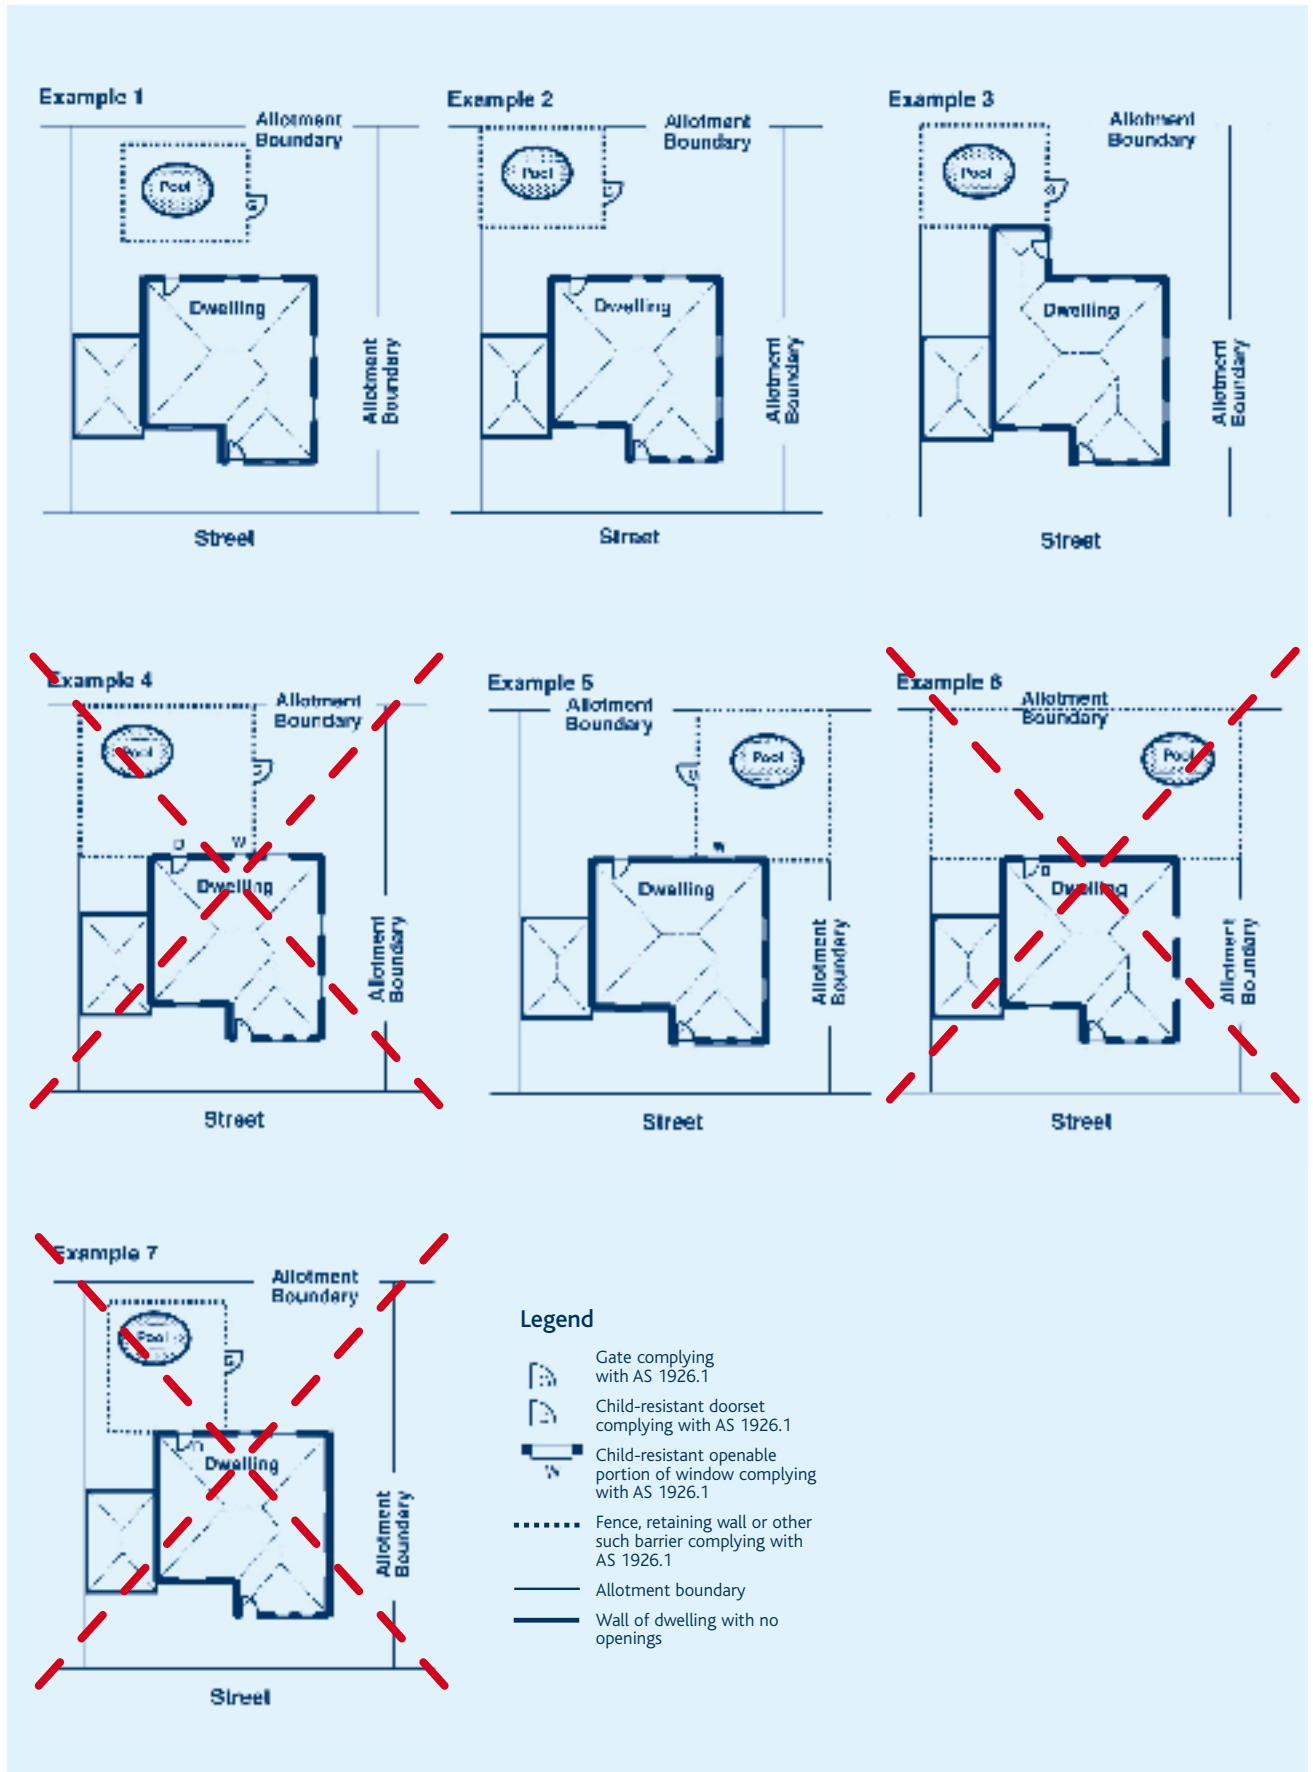 Example 1
Allotment
Boundary
Pool
G
Dwelling
Allotment
Boundary
Street
Example 2
Allotment
Boundary
Pool
Dwelling
Allotment
Boundary
Street
Example 3
Allotment
Boundary
Pool
G
Dwelling
Allotment
Boundary
Street
Example 4
Allotment
Boundary
Pool
D
W
Dwelling
Allotment
Boundary
Street
Example 5
Allotment
Boundary
Pool
G
W
Dwelling
Allotment
Boundary
Street
Example 6
Allotment
Boundary
Pool
D
Dwelling
Allotment
Boundary
Street
Example 7
Allotment
Boundary
Pool
Dwelling
Allotment
Boundary
Street
Legend
Gate complying
with AS 1926.1
Child-resistant doorset
complying with AS 1926.1
Child-resistant openable
portion of window complying
with AS 1926.1
W
Fence, retaining wall or other
such barrier complying with
AS 1926.1
Allotment boundary
Wall of dwelling with no
openings